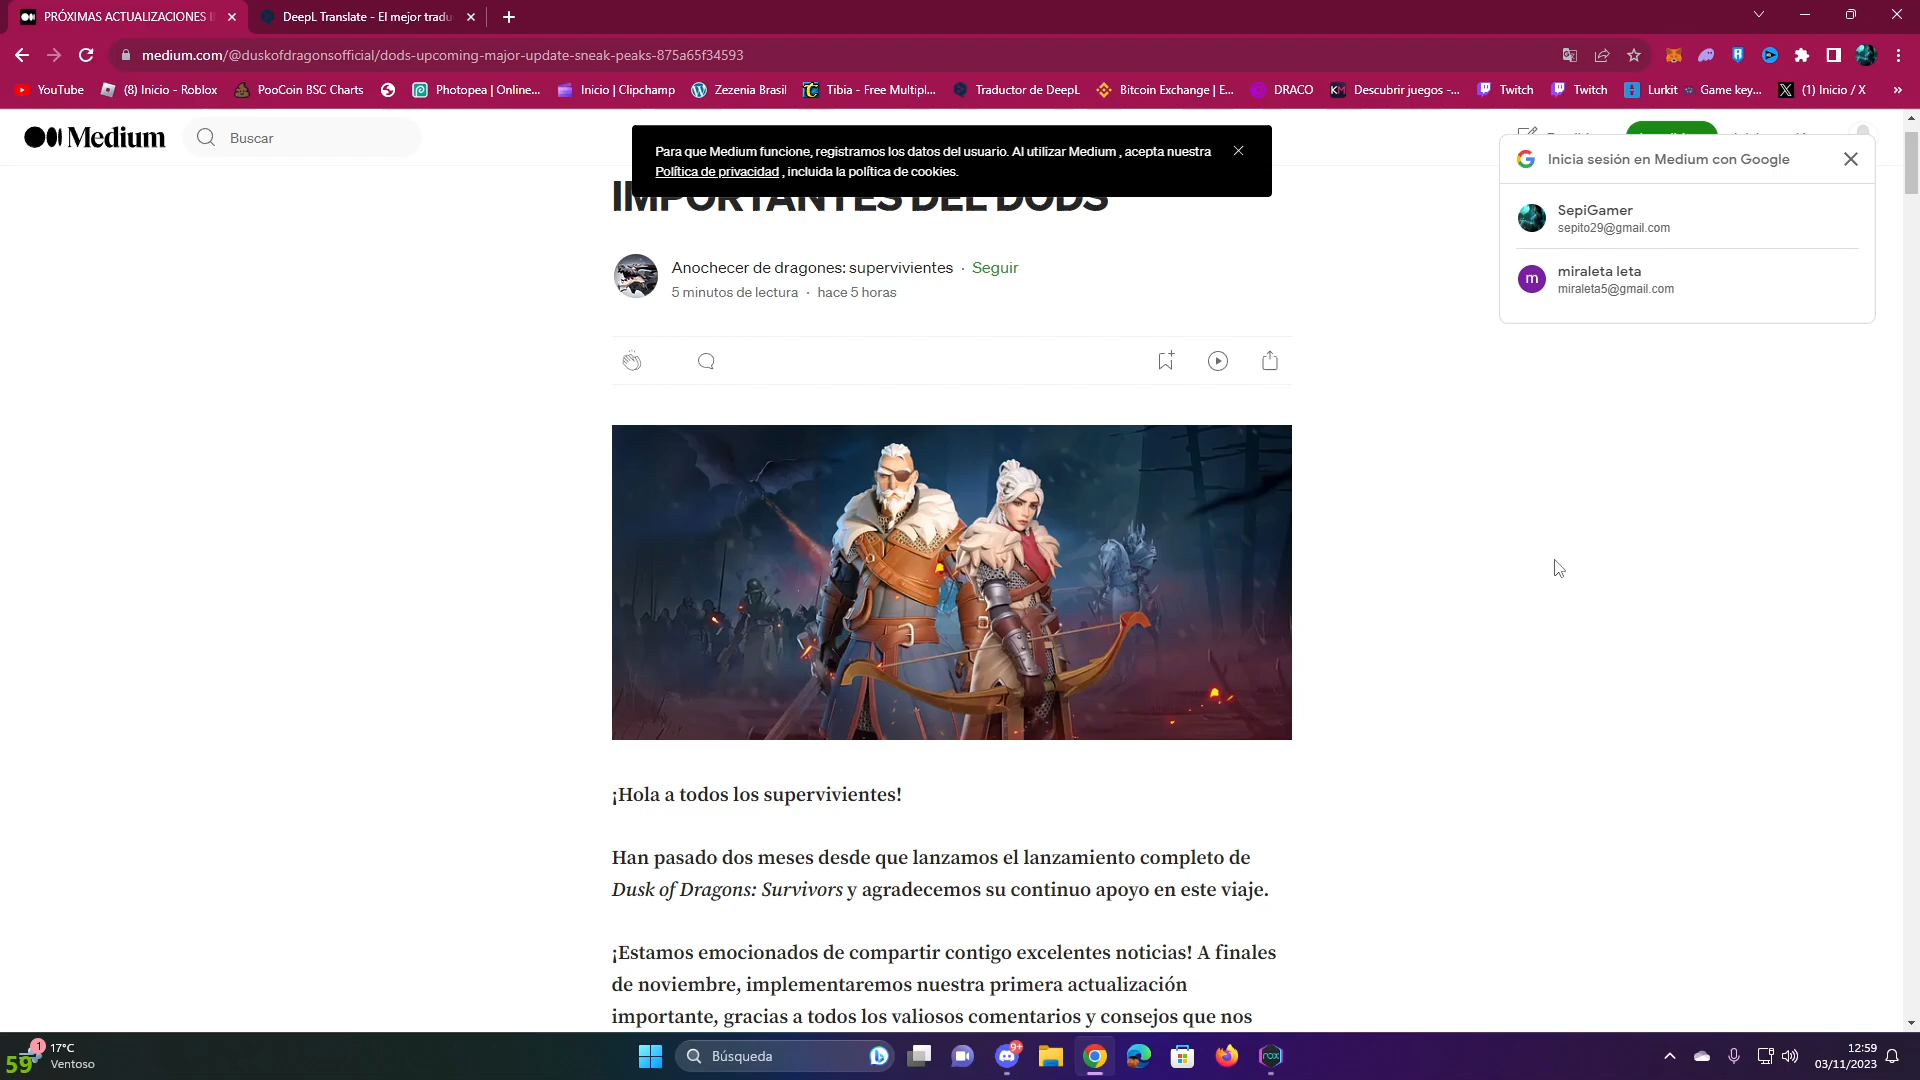 PRÓXIMAS ACTUALIZACIONES I
DeepL Translate - El mejor tradu
medium.com/@duskofdragonsofficial/dods-upcoming-major-update-sneak-peaks-875a65f34593
YouTube
(8) Inicio - Roblox
PooCoin BSC Charts
Photopea | Online...
Inicio | Clipchamp
Zezenia Brasil
Tibia - Free Multipl...
Traductor de DeepL
Bitcoin Exchange | E...
DRACO
Descubrir juegos -...
Twitch
Twitch
Lurkit
Game key...
(1) Inicio / X
»
Medium
Buscar
Para que Medium funcione, registramos los datos del usuario. Al utilizar Medium , acepta nuestra
Política de privacidad , incluida la política de cookies.
IMPORTANTES DEL DODS
Inicia sesión en Medium con Google
SepiGamer
sepito29@gmail.com
m
miraleta leta
miraleta5@gmail.com
Anochecer de dragones: supervivientes · Seguir
5 minutos de lectura · hace 5 horas
¡Hola a todos los supervivientes!
Han pasado dos meses desde que lanzamos el lanzamiento completo de
Dusk of Dragons: Survivors y agradecemos su continuo apoyo en este viaje.
¡Estamos emocionados de compartir contigo excelentes noticias! A finales
de noviembre, implementaremos nuestra primera actualización
importante, gracias a todos los valiosos comentarios y consejos que nos
59
1
17°C
Ventoso
Búsqueda
9+
nox
12:59
03/11/2023